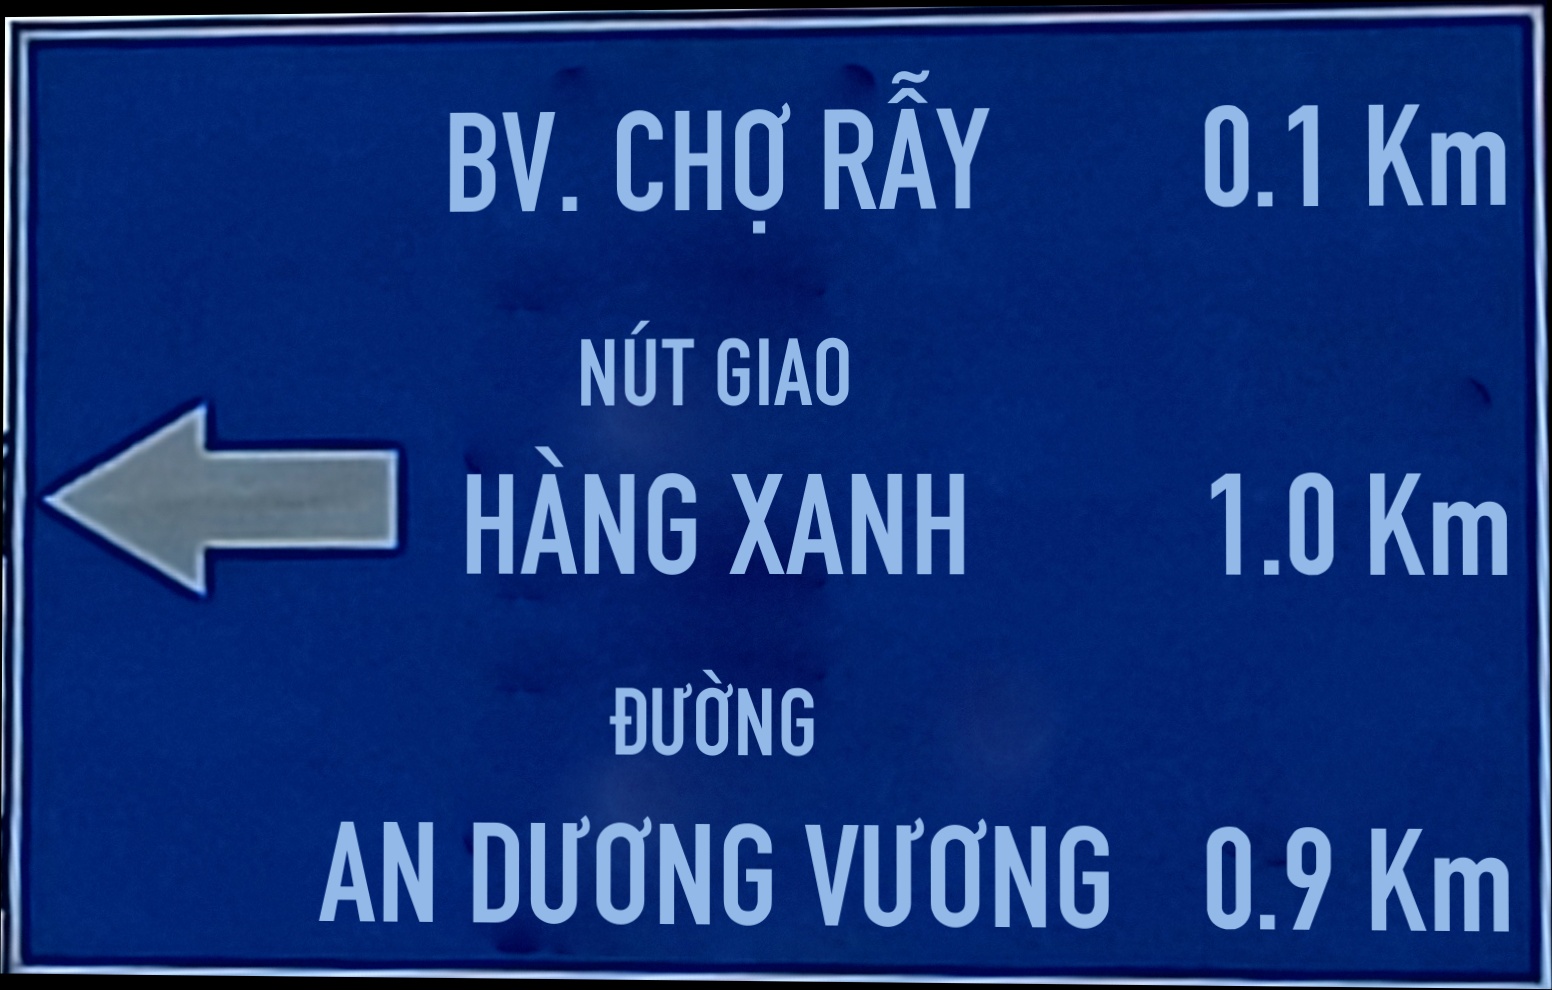 BV. CHỢ RẪY 0.1 Km
NÚT GIAO
HÀNG XANH 1.0 Km
ĐƯỜNG
AN DƯƠNG VƯƠNG 0.9 Km